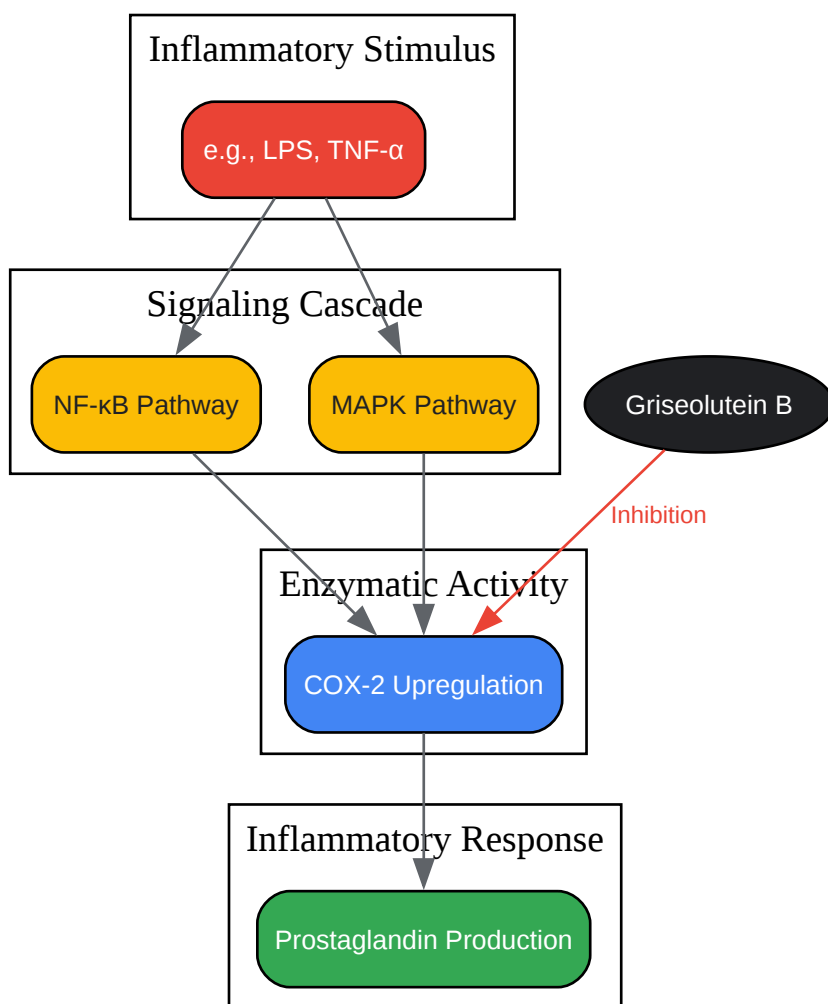 Inflammatory Stimulus
e.g., LPS, TNF-α
Signaling Cascade
NF-κB Pathway
MAPK Pathway
Griseolutein B
Inhibition
Enzymatic Activity
COX-2 Upregulation
Inflammatory Response
Prostaglandin Production